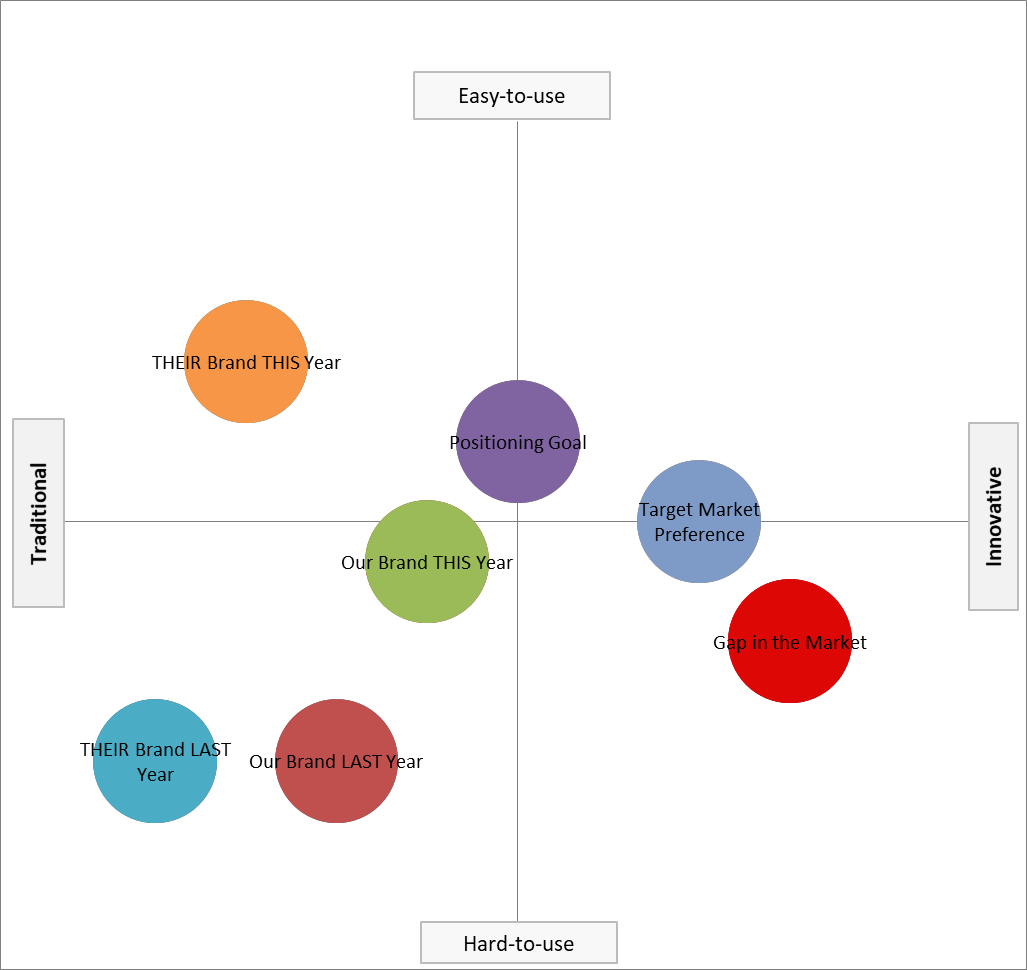 Easy-to-use
THEIR Brand THIS Year
Positioning Goal
Traditional
Innovative
Target Market
Preference
Our Brand THIS Year
Gap in the Market
THEIR Brand LAST
Year
Our Brand LAST Year
Hard-to-use